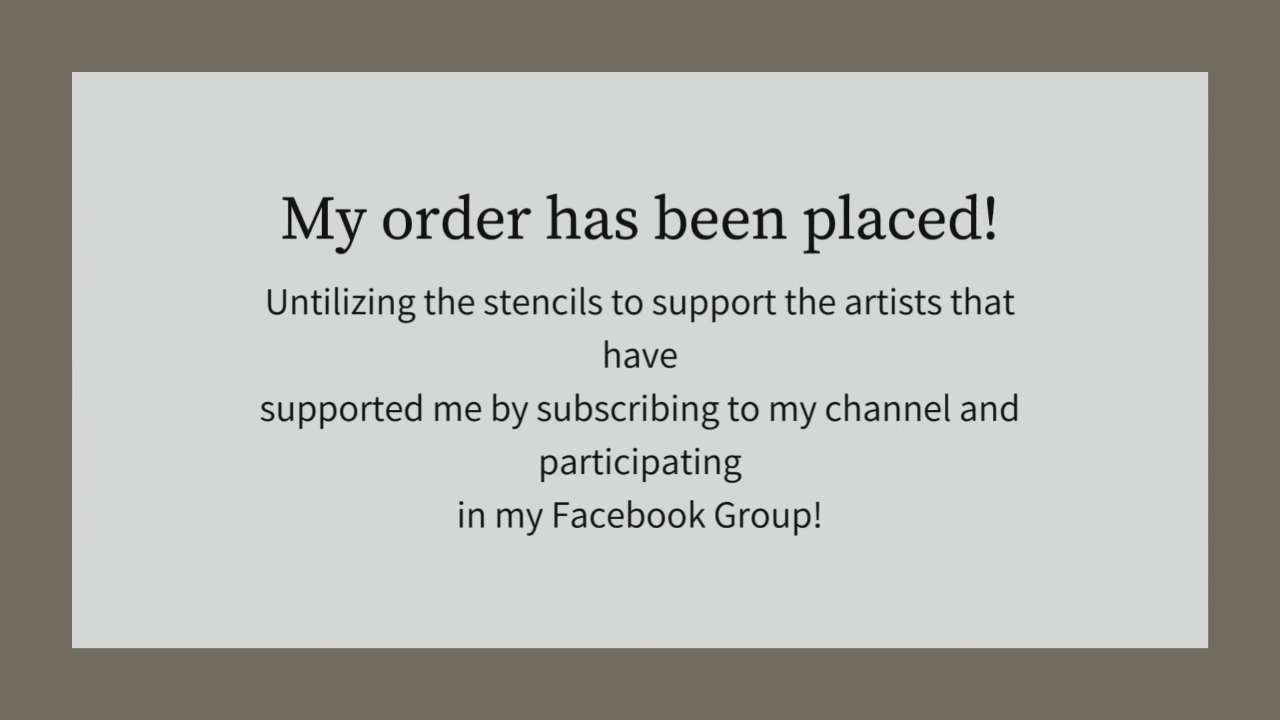 My order has been placed!
Untilizing the stencils to support the artists that
have
supported me by subscribing to my channel and
participating
in my Facebook Group!